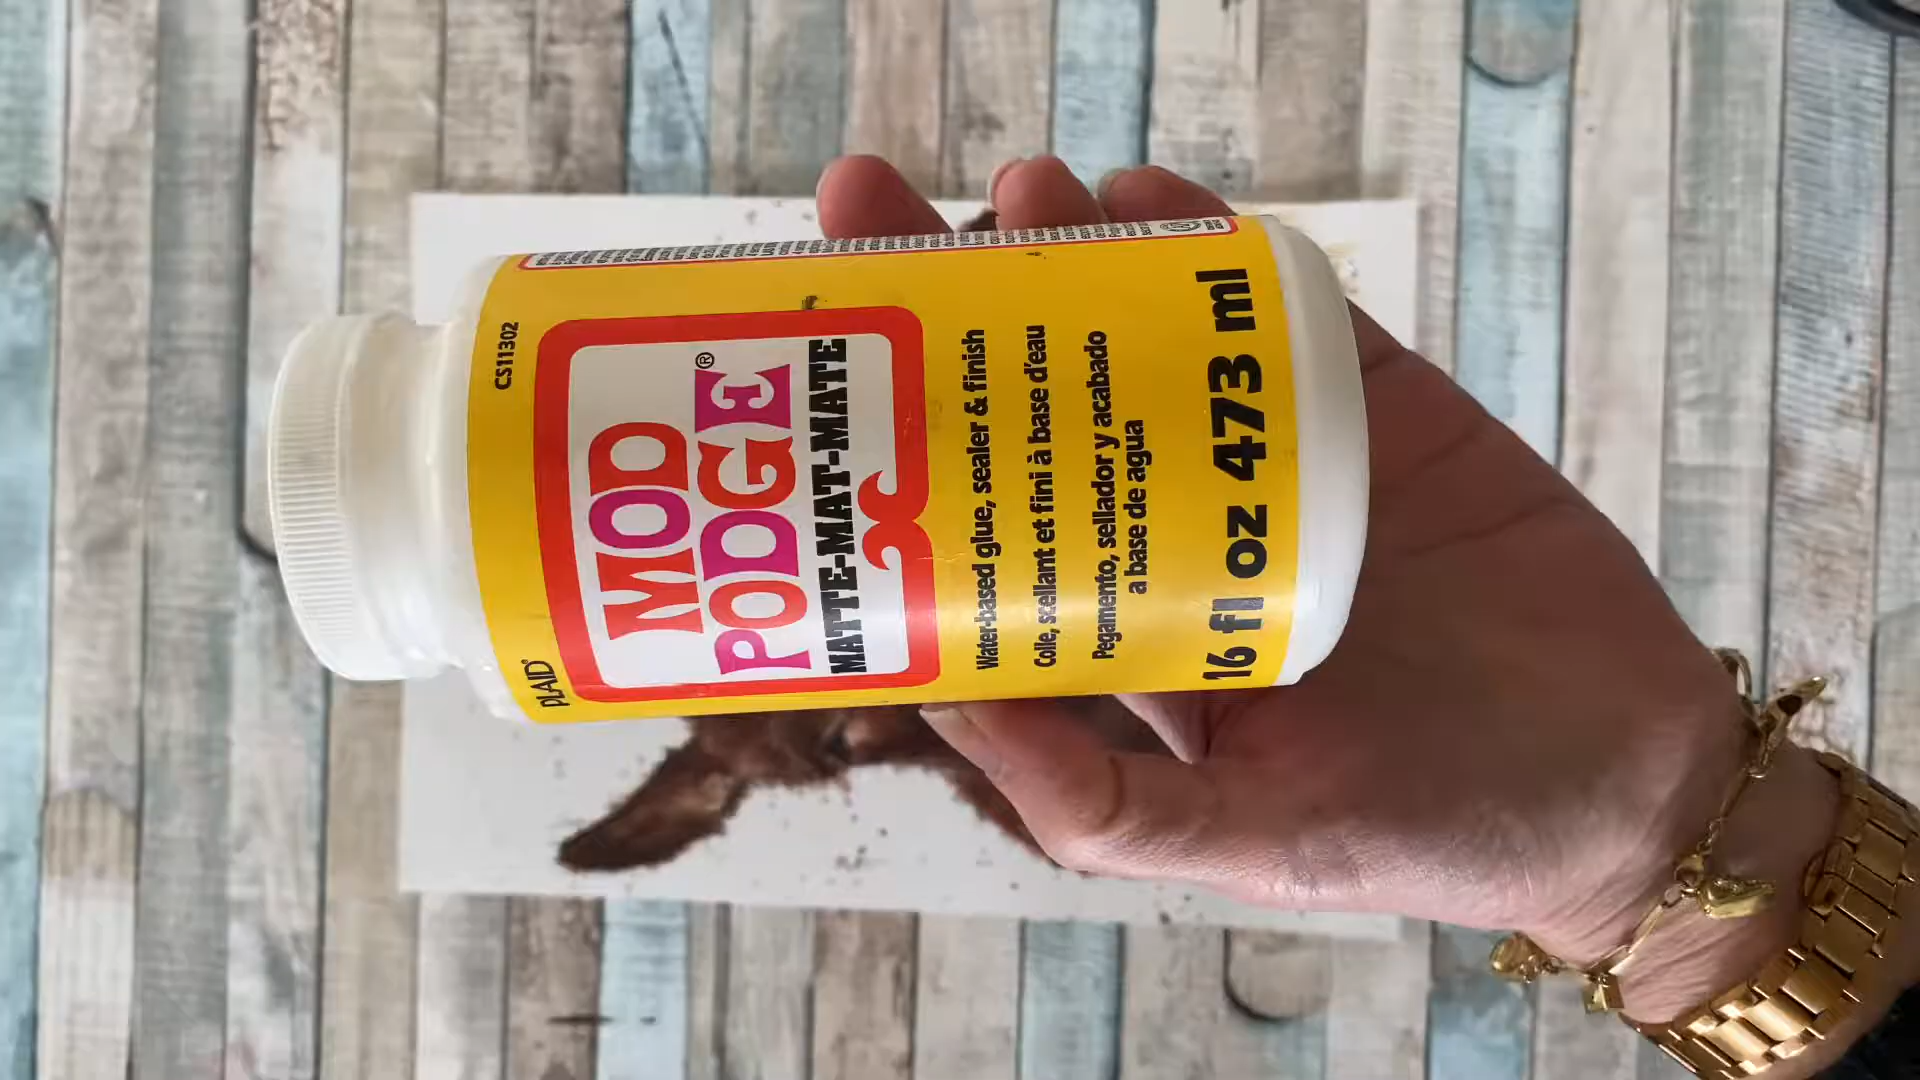 CS11302
PLAID®
MOD
PODGE®
MATTE-MAT-MATE
Water-based glue, sealer & finish
Colle, scellant et fini à base d'eau
Pegamento, sellador y acabado
a base de agua
16 fl oz 473 ml